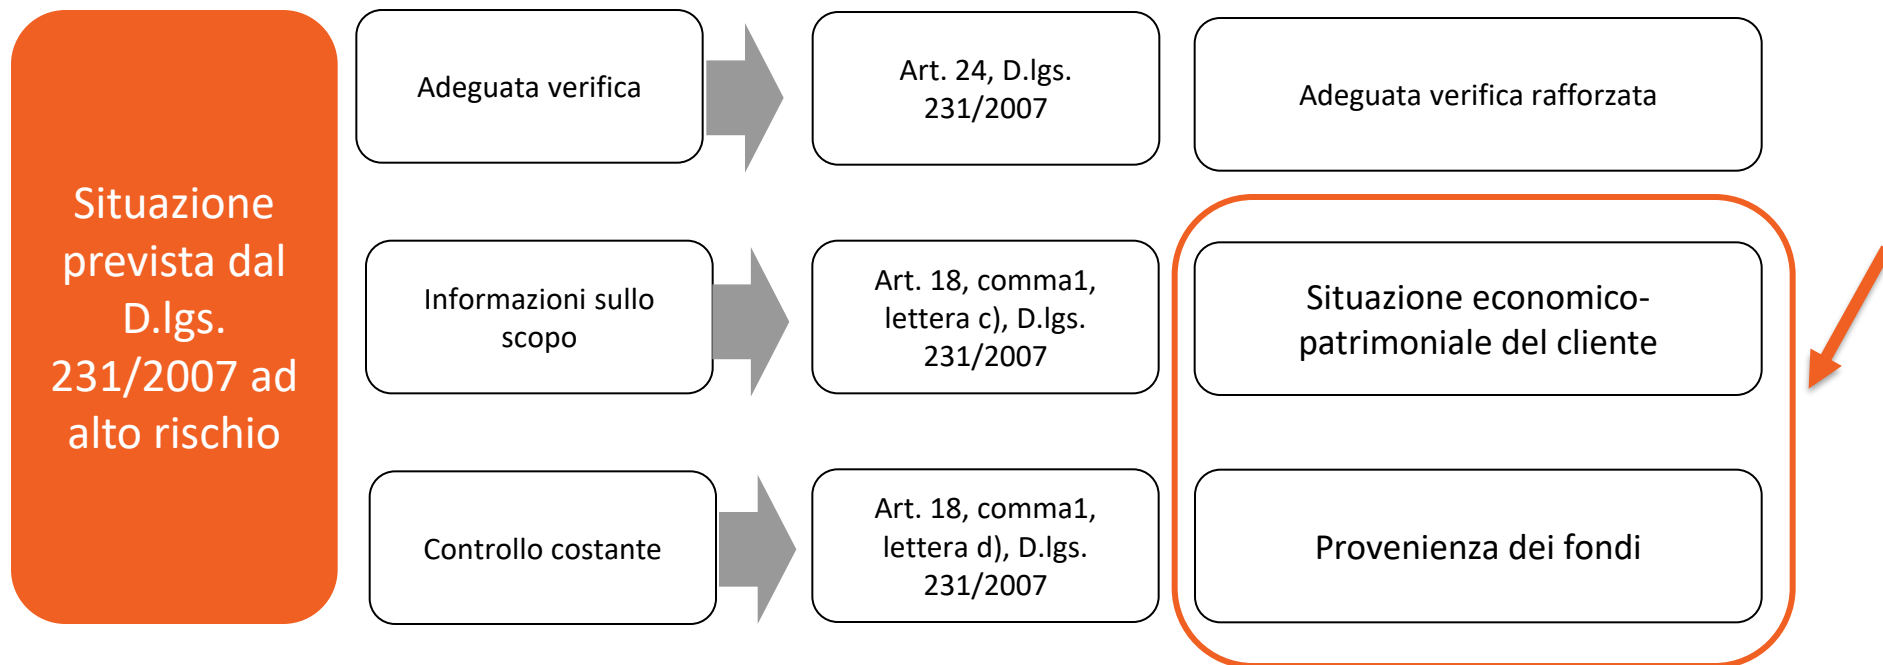 Situazione
prevista dal
D.lgs.
231/2007 ad
alto rischio
Adeguata verifica
Art. 24, D.lgs.
231/2007
Adeguata verifica rafforzata
Informazioni sullo
scopo
Art. 18, comma1,
lettera c), D.lgs.
231/2007
Situazione economico-
patrimoniale del cliente
Controllo costante
Art. 18, comma1,
lettera d), D.lgs.
231/2007
Provenienza dei fondi